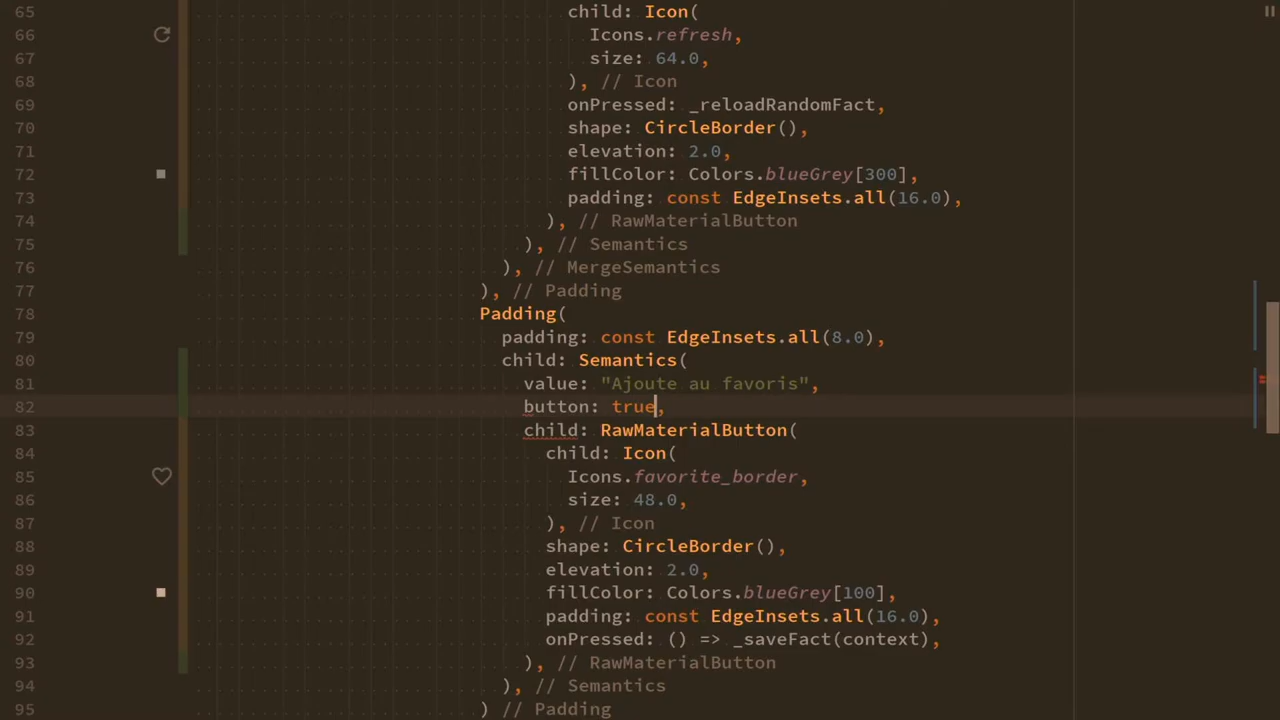 65 child: Icon(
66 Icons.refresh,
67 size: 64.0,
68 ), // Icon
69 onPressed: _reloadRandomFact,
70 shape: CircleBorder(),
71 elevation: 2.0,
72 fillColor: Colors.blueGrey[300],
73 padding: const EdgeInsets.all(16.0),
74 ), // RawMaterialButton
75 ), // Semantics
76 ), // MergeSemantics
77 ), // Padding
78 Padding(
79 padding: const EdgeInsets.all(8.0),
80 child: Semantics(
81 value: "Ajoute au favoris",
82 button: true,
83 child: RawMaterialButton(
84 child: Icon(
85 Icons.favorite_border,
86 size: 48.0,
87 ), // Icon
88 shape: CircleBorder(),
89 elevation: 2.0,
90 fillColor: Colors.blueGrey[100],
91 padding: const EdgeInsets.all(16.0),
92 onPressed: () => _saveFact(context),
93 ), // RawMaterialButton
94 ), // Semantics
95 ) // Padding